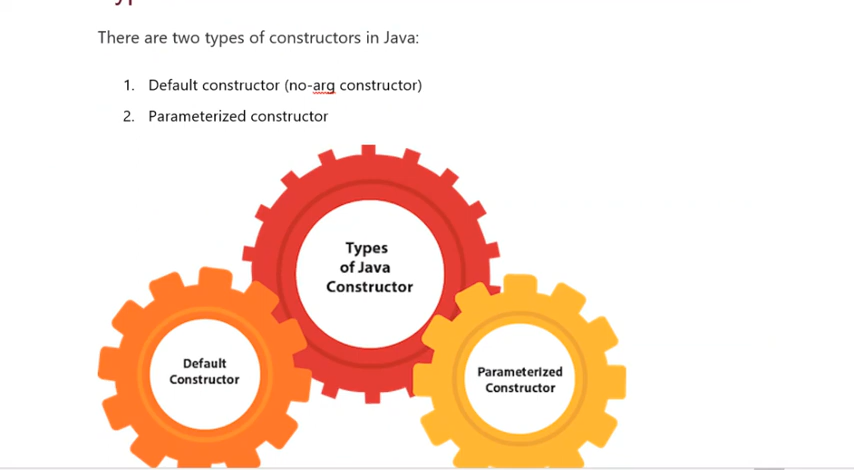 There are two types of constructors in Java:
1. Default constructor (no-arg constructor)
2. Parameterized constructor
Types
of Java
Constructor
Default
Constructor
Parameterized
Constructor